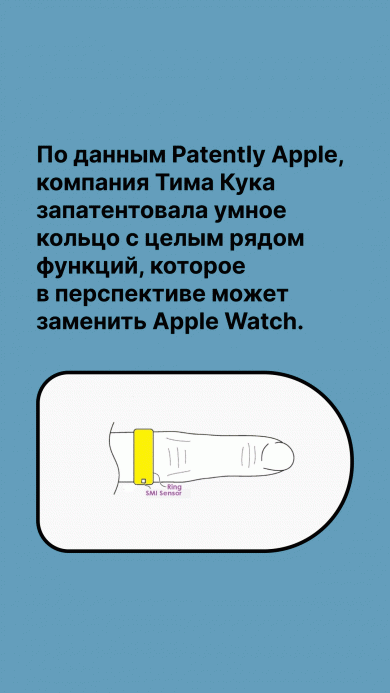 По данным Patently Apple,
компания Тима Кука
запатентовала умное
кольцо с целым рядом
функций, которое
в перспективе может
заменить Apple Watch.
Ring
SMI Sensor